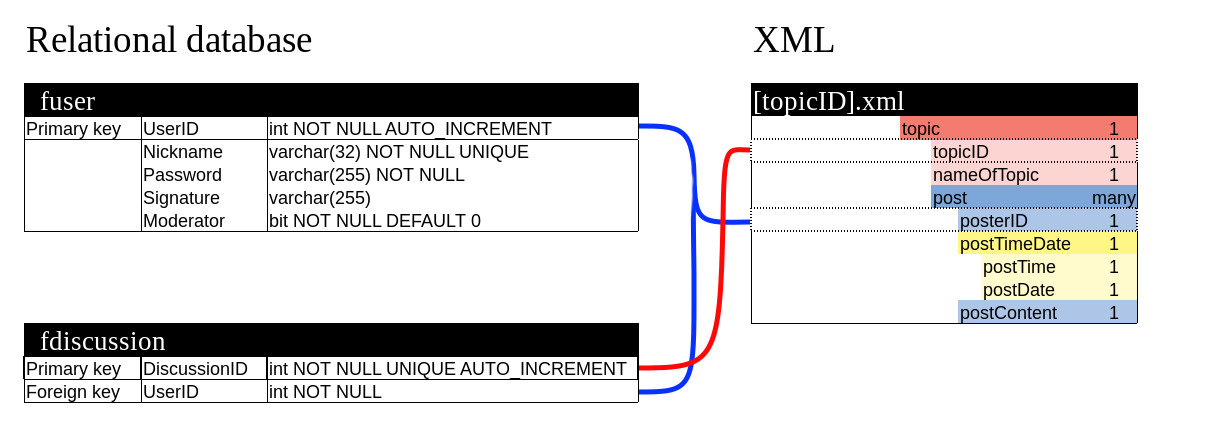 Relational database
XML
fuser
Primary key UserID int NOT NULL AUTO_INCREMENT
Nickname varchar(32) NOT NULL UNIQUE
Password varchar(255) NOT NULL
Signature varchar(255)
Moderator bit NOT NULL DEFAULT 0
fdiscussion
Primary key DiscussionID int NOT NULL UNIQUE AUTO_INCREMENT
Foreign key UserID int NOT NULL
[topicID].xml
topic 1
topicID 1
nameOfTopic 1
post many
posterID 1
postTimeDate 1
postTime 1
postDate 1
postContent 1